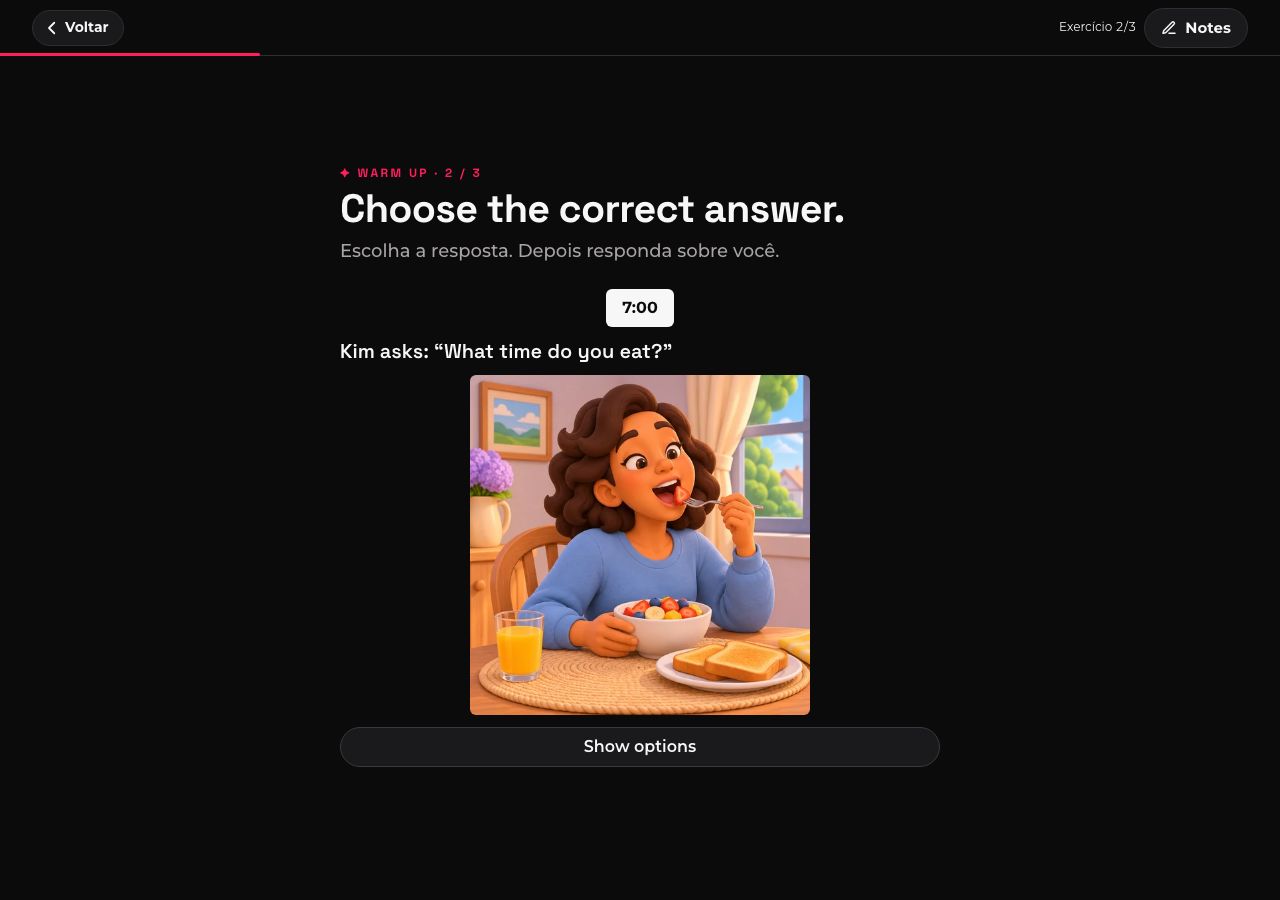 Voltar
Exercício 2/3
Notes
WARM UP · 2 / 3
Choose the correct answer.
Escolha a resposta. Depois responda sobre você.
7:00
Kim asks: “What time do you eat?”
Show options